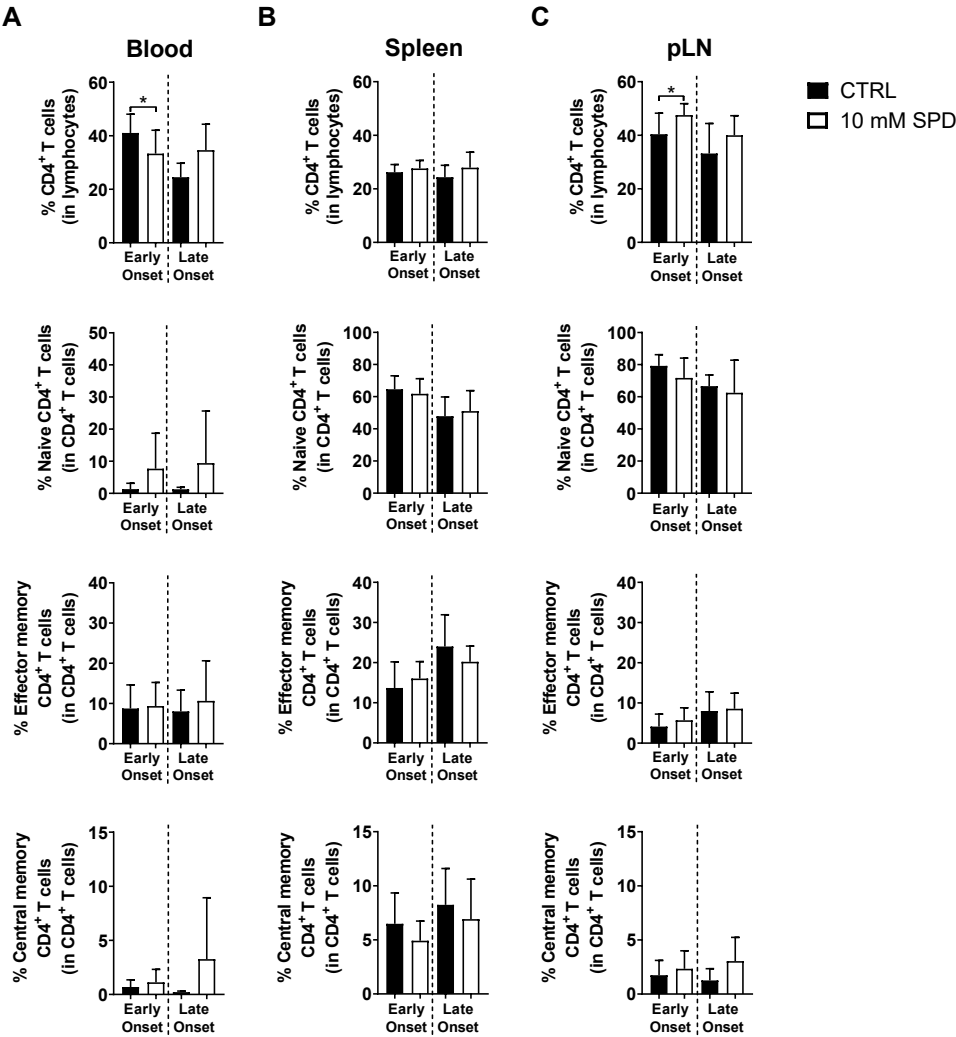 A
B
C
Blood
Spleen
pLN
CTRL
10 mM SPD
% CD4+ T cells
(in lymphocytes)
60
40
20
0
*
Early
Onset
Late
Onset
% CD4+ T cells
(in lymphocytes)
60
40
20
0
Early
Onset
Late
Onset
% CD4+ T cells
(in lymphocytes)
60
40
20
0
*
Early
Onset
Late
Onset
% Naive CD4+ T cells
(in CD4+ T cells)
50
40
30
20
10
0
Early
Onset
Late
Onset
% Naive CD4+ T cells
(in CD4+ T cells)
100
80
60
40
20
0
Early
Onset
Late
Onset
% Naive CD4+ T cells
(in CD4+ T cells)
100
80
60
40
20
0
Early
Onset
Late
Onset
% Effector memory
CD4+ T cells
(in CD4+ T cells)
40
30
20
10
0
Early
Onset
Late
Onset
% Effector memory
CD4+ T cells
(in CD4+ T cells)
40
30
20
10
0
Early
Onset
Late
Onset
% Effector memory
CD4+ T cells
(in CD4+ T cells)
40
30
20
10
0
Early
Onset
Late
Onset
% Central memory
CD4+ T cells
(in CD4+ T cells)
15
10
5
0
Early
Onset
Late
Onset
% Central memory
CD4+ T cells
(in CD4+ T cells)
15
10
5
0
Early
Onset
Late
Onset
% Central memory
CD4+ T cells
(in CD4+ T cells)
15
10
5
0
Early
Onset
Late
Onset